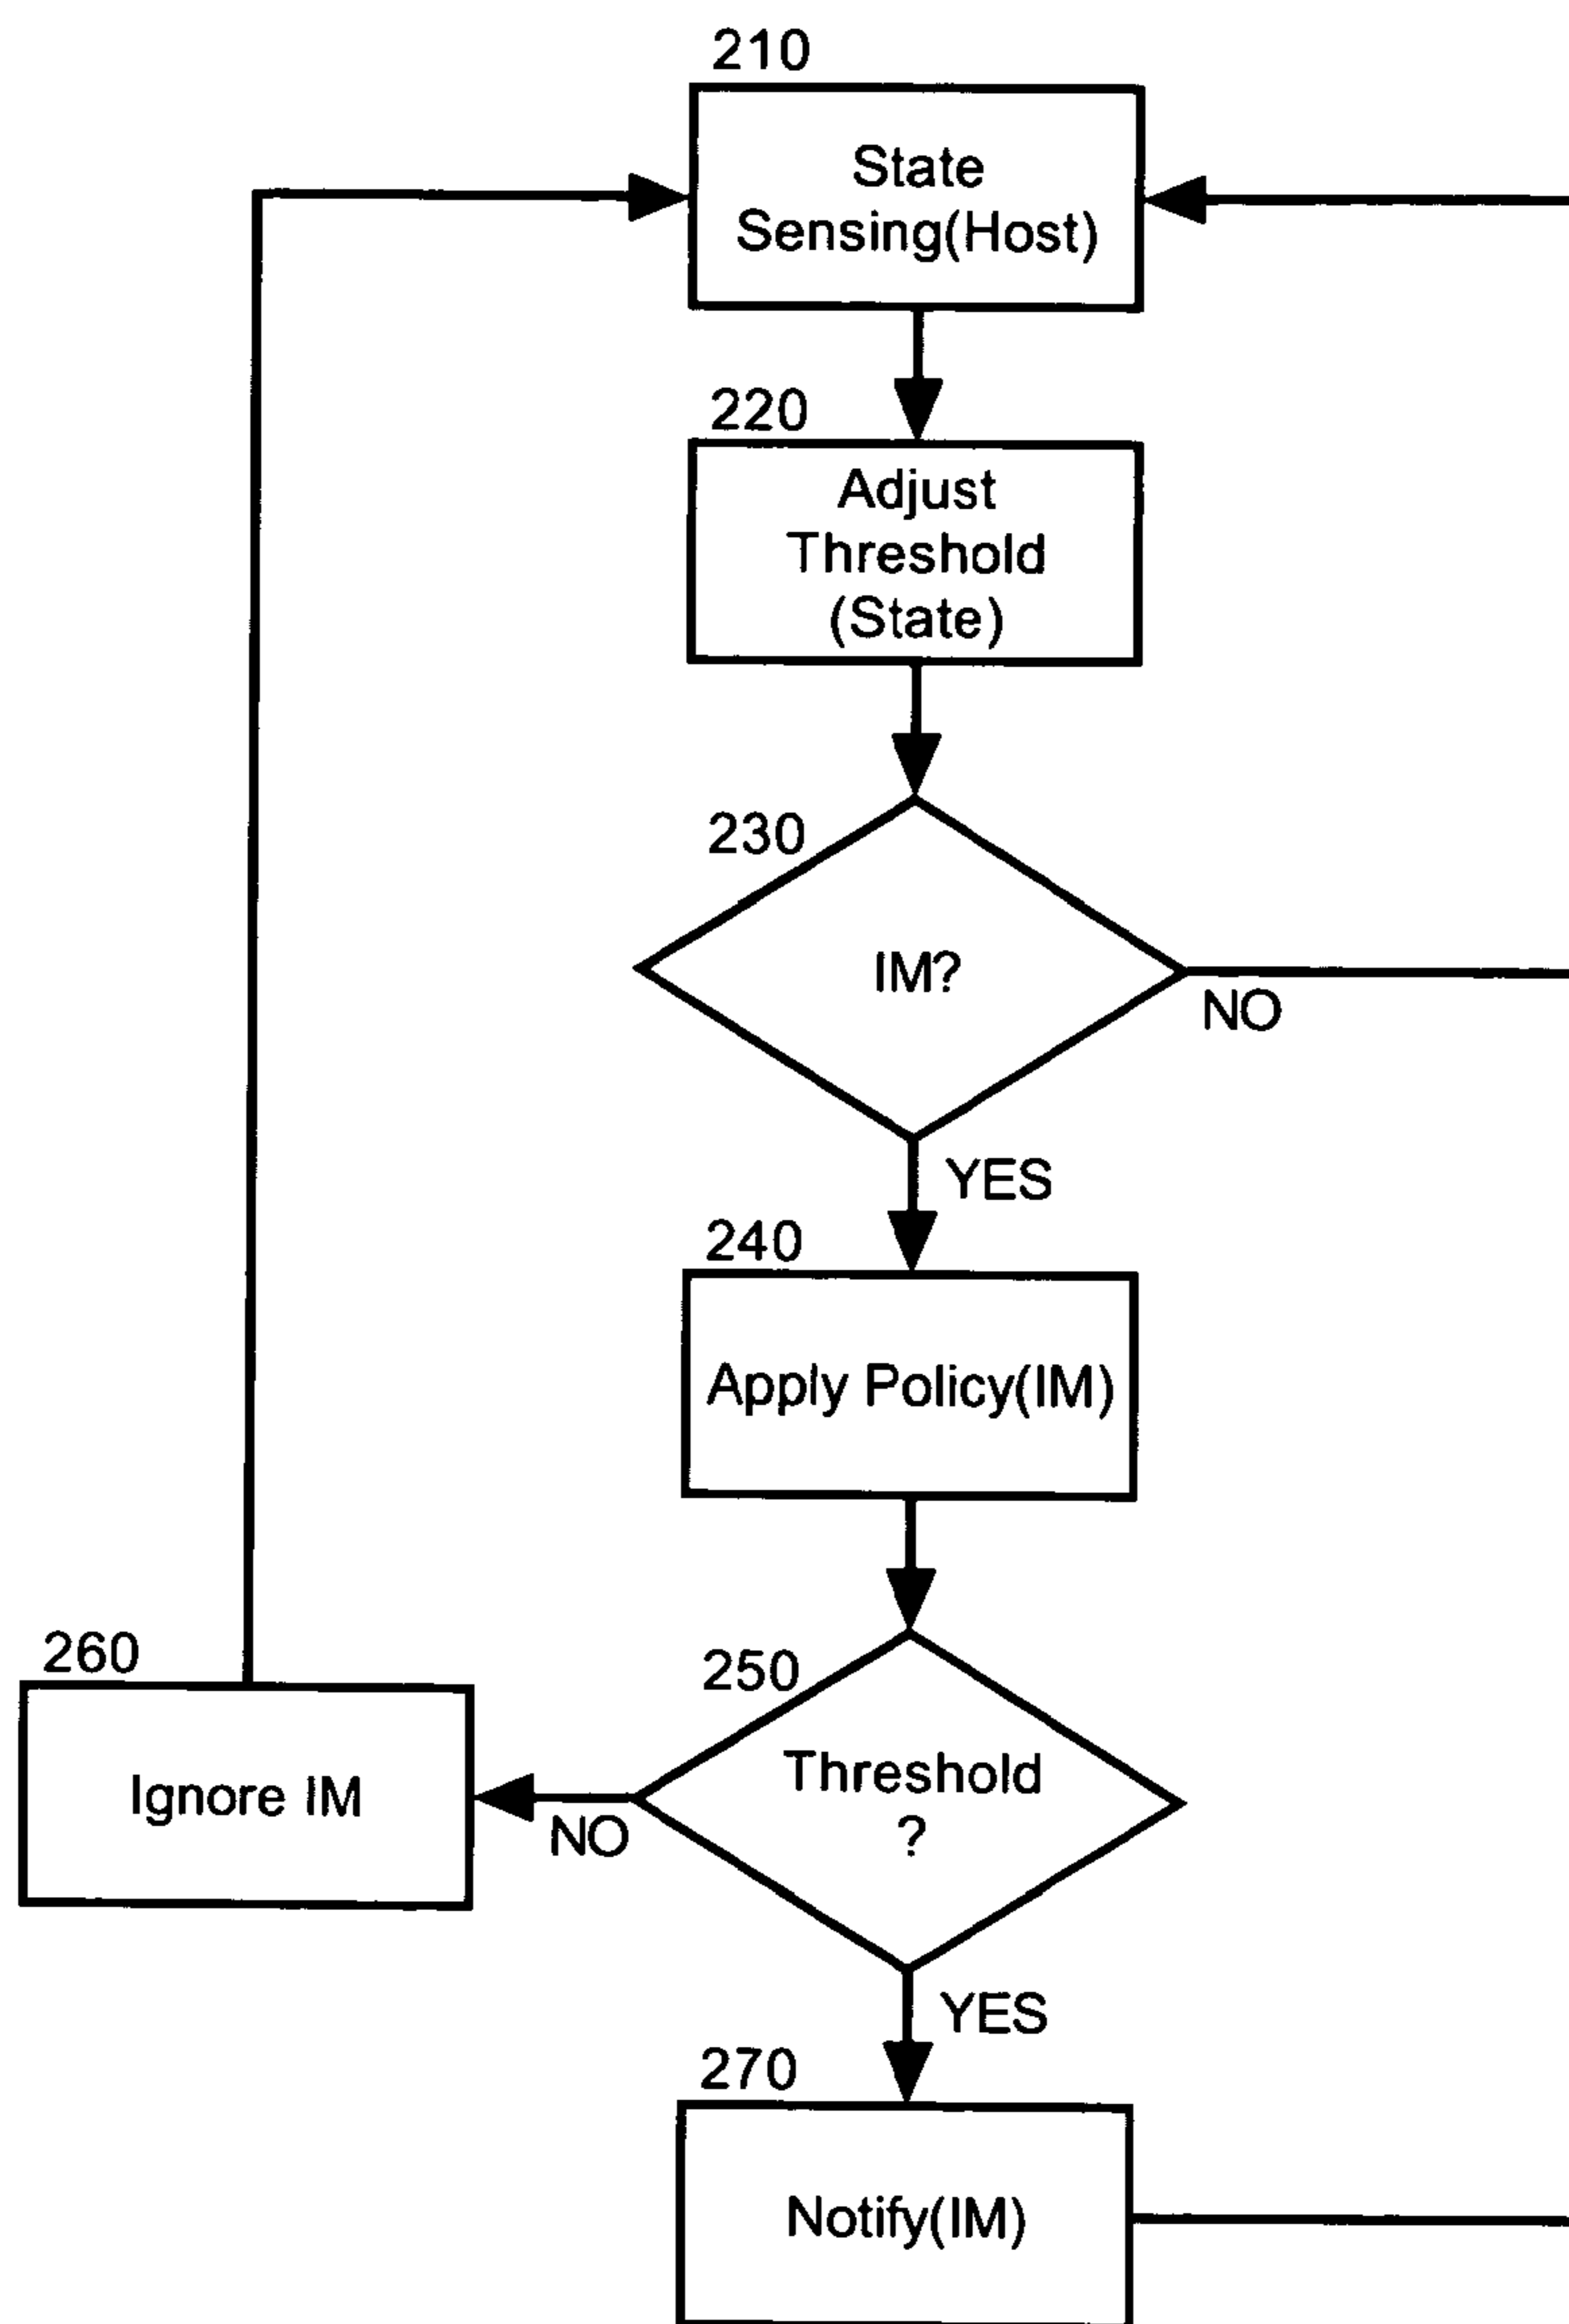 210
State
Sensing(Host)
220
Adjust
Threshold
(State)
230
IM?
NO
YES
240
Apply Policy(IM)
260
250
Ignore IM
NO
Threshold
?
YES
270
Notify(IM)